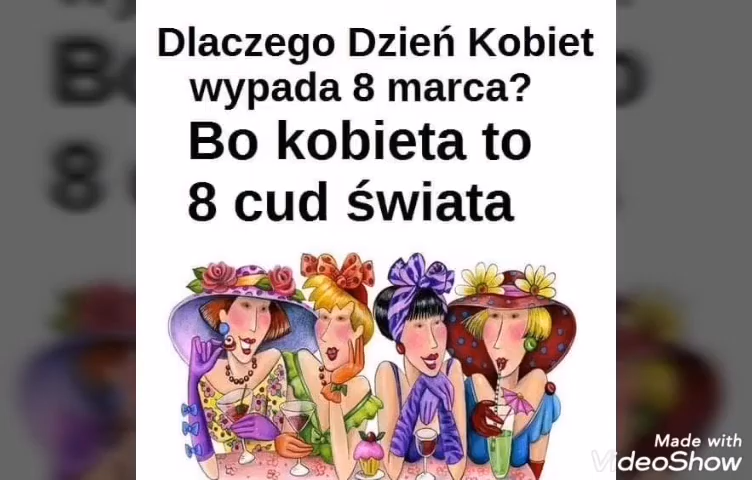 Dlaczego Dzień Kobiet
wypada 8 marca?
Bo kobieta to
8 cud świata
Made with
VideoShow